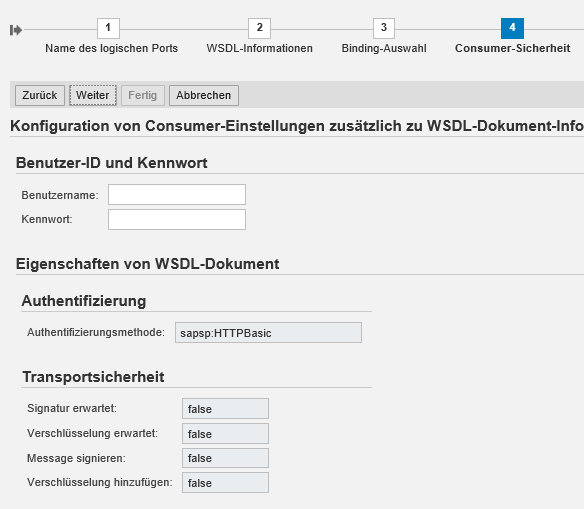 1 2 3 4
Name des logischen Ports WSDL-Informationen Binding-Auswahl Consumer-Sicherheit
Zurück Weiter Fertig Abbrechen
Konfiguration von Consumer-Einstellungen zusätzlich zu WSDL-Dokument-Info
Benutzer-ID und Kennwort
Benutzername:
Kennwort:
Eigenschaften von WSDL-Dokument
Authentifizierung
Authentifizierungsmethode: sapsp:HTTPBasic
Transportsicherheit
Signatur erwartet: false
Verschlüsselung erwartet: false
Message signieren: false
Verschlüsselung hinzufügen: false